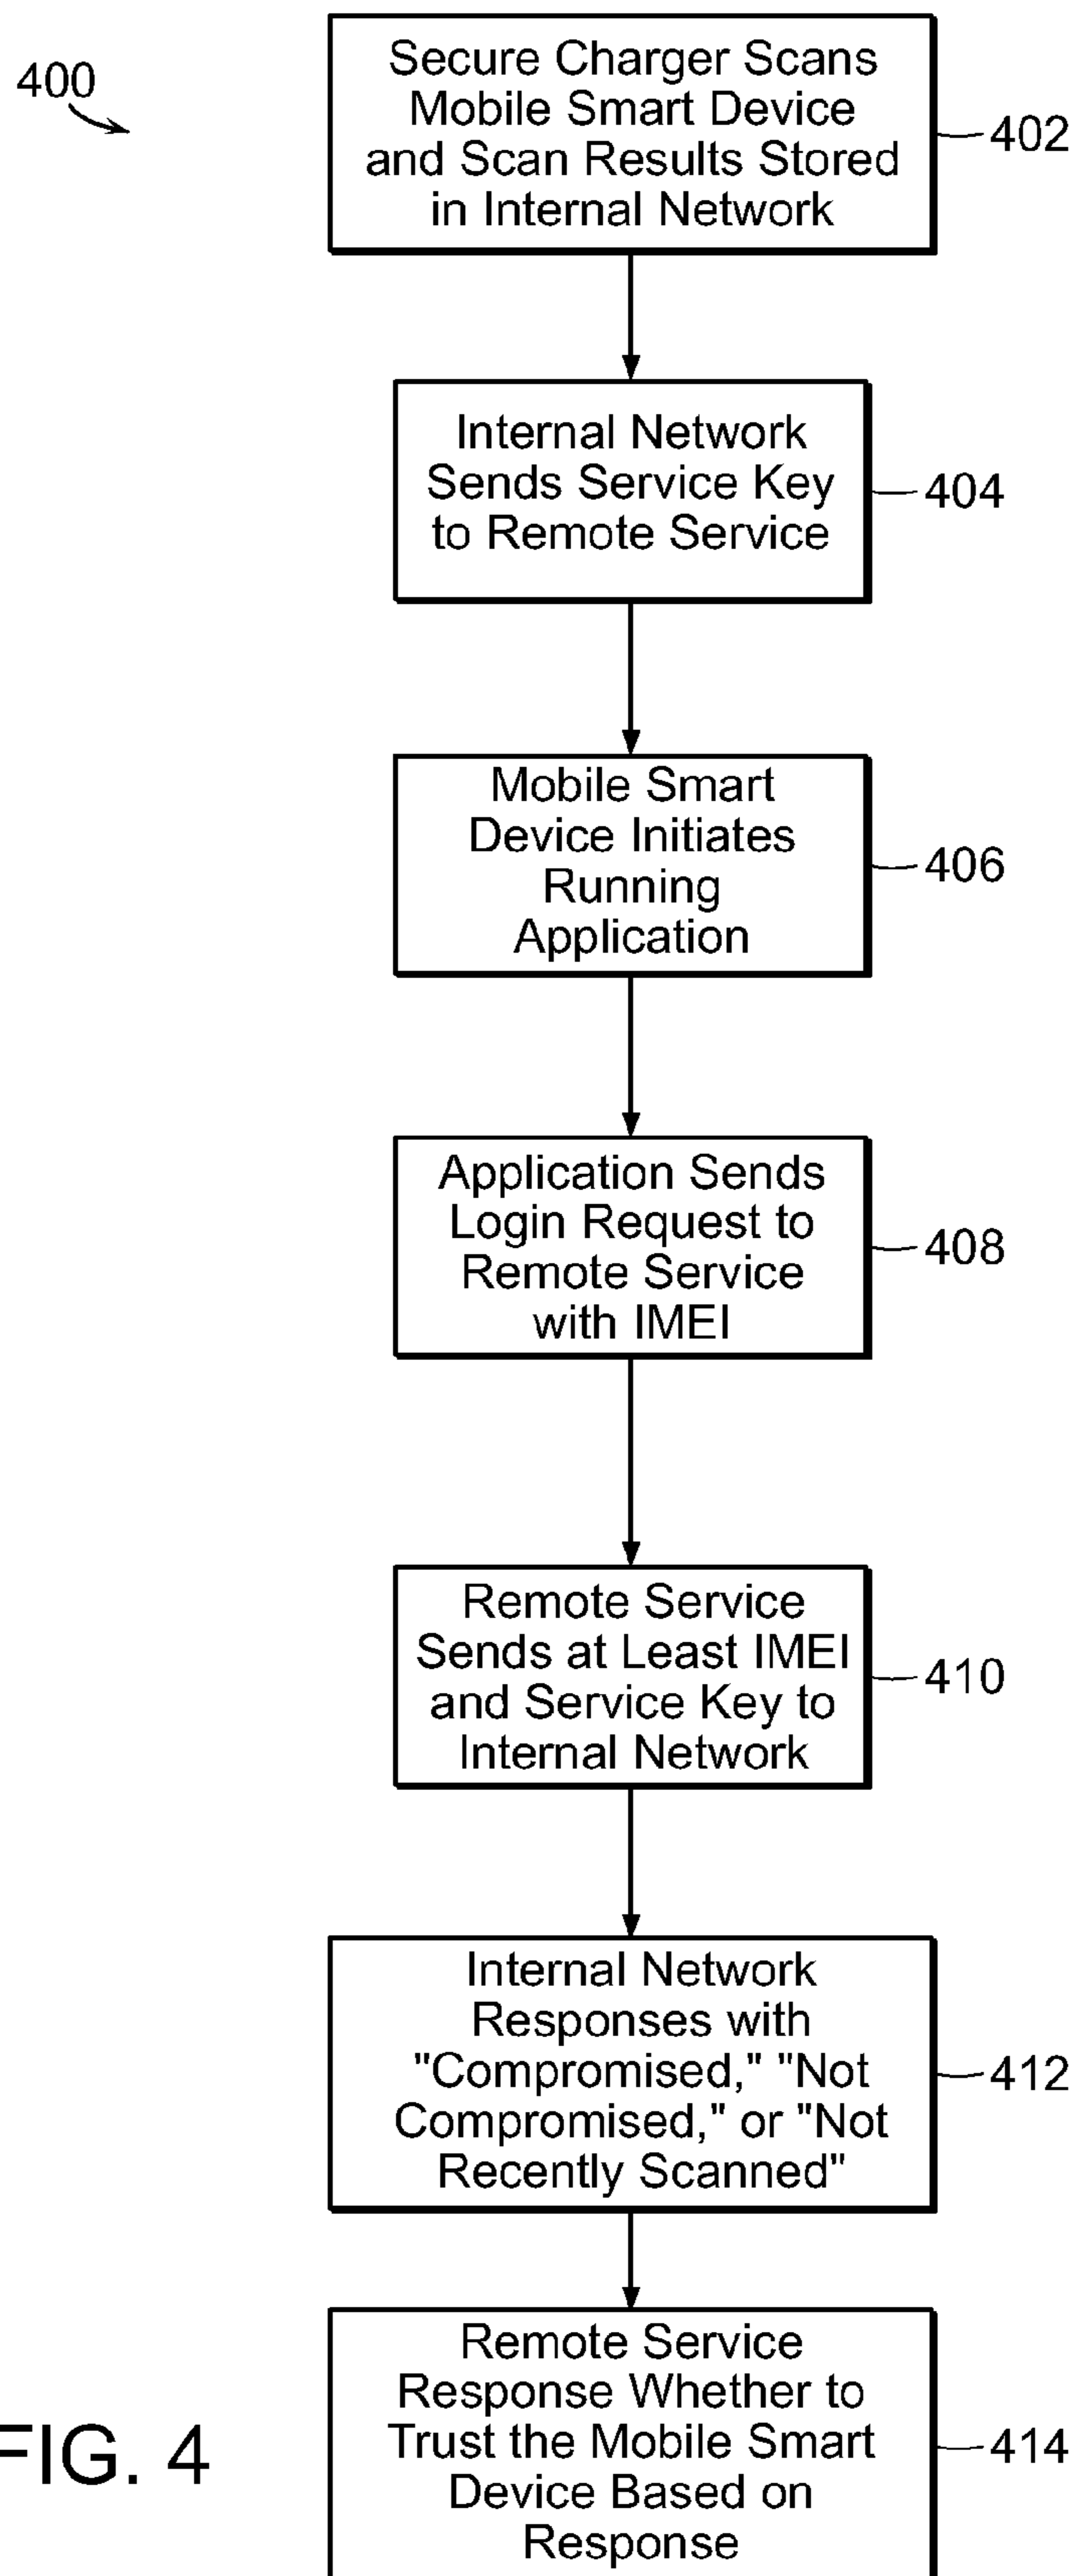 400
Secure Charger Scans
Mobile Smart Device
and Scan Results Stored
in Internal Network
402
Internal Network
Sends Service Key
to Remote Service
404
Mobile Smart
Device Initiates
Running
Application
406
Application Sends
Login Request to
Remote Service
with IMEI
408
Remote Service
Sends at Least IMEI
and Service Key to
Internal Network
410
Internal Network
Responses with
"Compromised," "Not
Compromised," or "Not
Recently Scanned"
412
Remote Service
Response Whether to
Trust the Mobile Smart
Device Based on
Response
414
FIG. 4